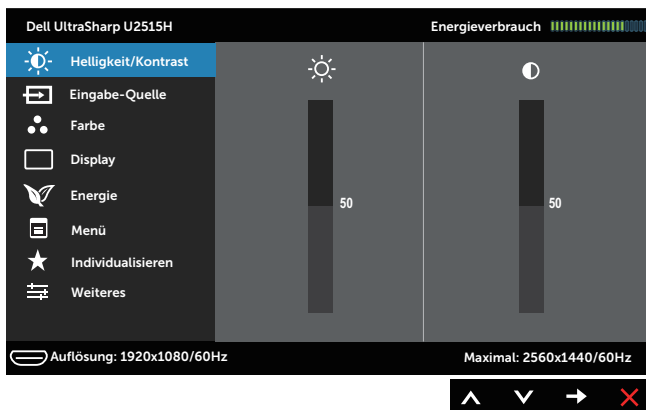 Dell UltraSharp U2515H
Energieverbrauch
Helligkeit/Kontrast
Eingabe-Quelle
Farbe
Display
Energie
Menü
Individualisieren
Weiteres
50
50
Auflösung: 1920x1080/60Hz
Maximal: 2560x1440/60Hz